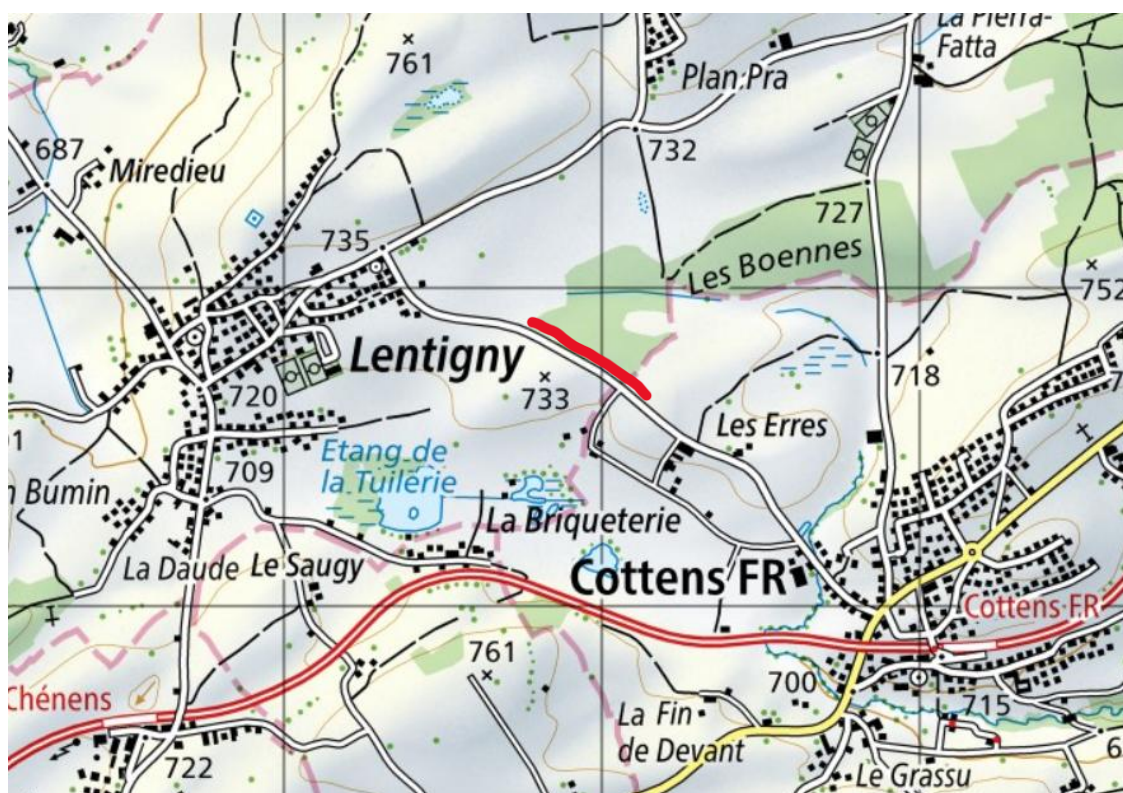 La Pierra-
Fatta
761
Plan Pra
687
Miredieu
732
727
735
Les Boennes
752
Lentigny
733
720
718
Les Erres
709
Etang de
la Tuilerie
n Bumin
La Briqueterie
La Daude
Le Saugy
Cottens FR
Cottens FR
761
700
Chénens
715
La Fin
de Devant
722
Le Grassu